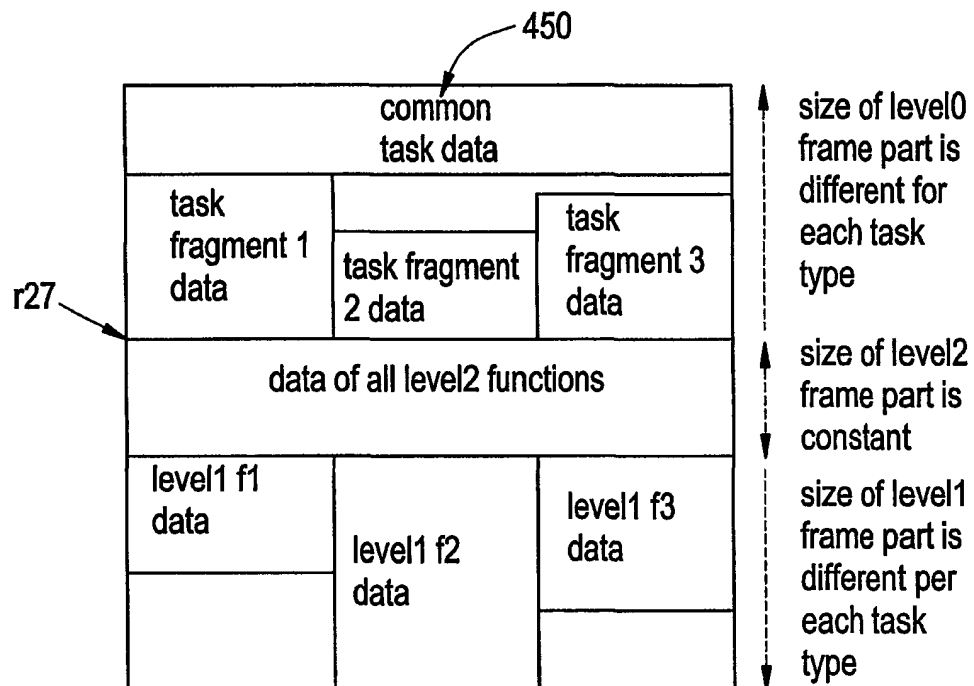 450
common
task data
task
fragment 1
data
task fragment
2 data
task
fragment 3
data
r27
data of all level2 functions
level1 f1
data
level1 f2
data
level1 f3
data
size of level0
frame part is
different for
each task
type
size of level2
frame part is
constant
size of level1
frame part is
different per
each task
type